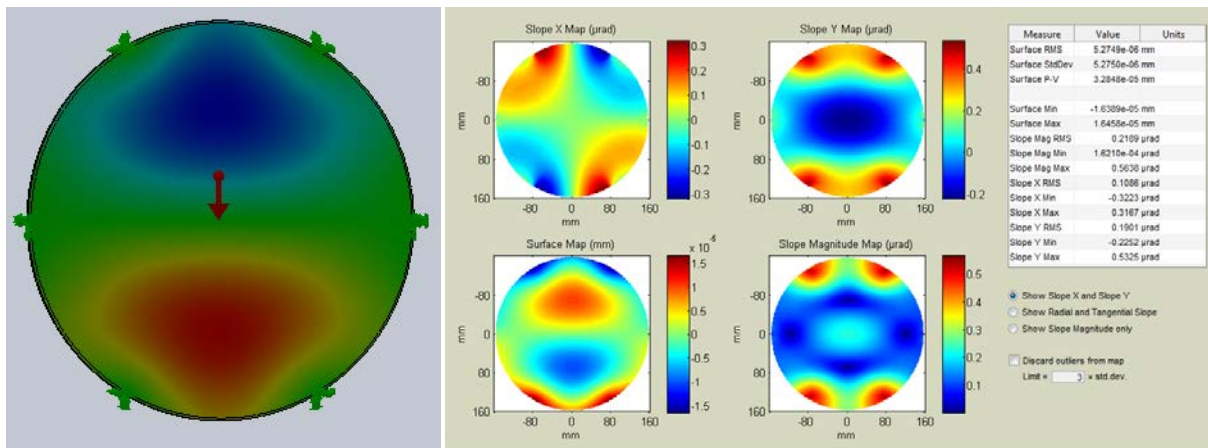 Slope X Map (µrad)
0.3
0.2
0.1
0
-0.1
-0.2
-0.3
-80
0
80
160
mm
-80 0 80 160
mm
Slope Y Map (µrad)
0.4
0.2
0
-0.2
-80
0
80
160
mm
-80 0 80 160
mm
Surface Map (mm)
1.5
1
0.5
0
-0.5
-1
-1.5
-80
0
80
160
mm
-80 0 80 160
mm
Slope Magnitude Map (µrad)
0.5
0.4
0.3
0.2
0.1
-80
0
80
160
mm
-80 0 80 160
mm
Measure Value Units
Surface RMS 5.2749e-06 mm
Surface StdDev 5.2750e-06 mm
Surface P-V 3.2848e-05 mm
Surface Min -1.6389e-05 mm
Surface Max 1.6458e-05 mm
Slope Mag RMS 0.2189 µrad
Slope Mag Min 1.6210e-04 µrad
Slope Mag Max 0.5638 µrad
Slope X RMS 0.1086 µrad
Slope X Min -0.3223 µrad
Slope X Max 0.3167 µrad
Slope Y RMS 0.1901 µrad
Slope Y Min -0.2252 µrad
Slope Y Max 0.5325 µrad
Show Slope X and Slope Y
Show Radial and Tangential Slope
Show Slope Magnitude only
Discard outliers from map
Limit = 3 × std.dev.